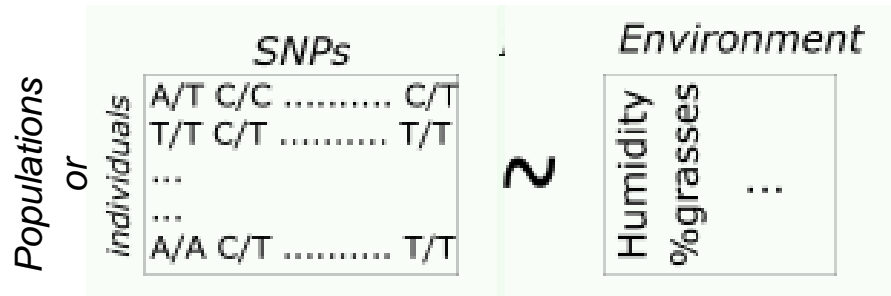 Populations
or
individuals
SNPs
A/T C/C .......... C/T
T/T C/T .......... T/T
...
...
A/A C/T .......... T/T
~
Environment
Humidity
%grasses
...